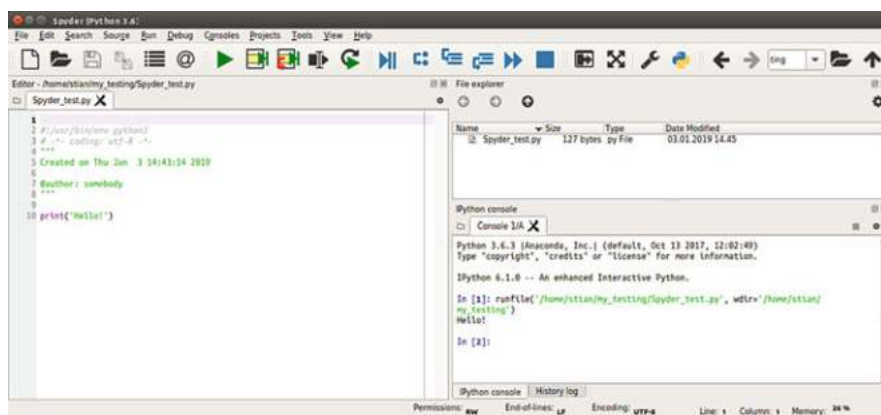 Spyder (Python 3.6)
File Edit Search Source Run Debug Consoles Projects Tools View Help
Editor - /home/stian/my_testing/Spyder_test.py
Spyder_test.py
1
2 #!/usr/bin/env python3
3 # -*- coding: utf-8 -*-
4 """
5 Created on Thu Jan 3 14:43:14 2019
6
7 @author: somebody
8 """
9
10 print('Hello!')
File explorer
Name Size Type Date Modified
Spyder_test.py 127 bytes py File 03.01.2019 14.45
IPython console
Console 1/A
Python 3.6.3 |Anaconda, Inc.| (default, Oct 13 2017, 12:02:49)
Type "copyright", "credits" or "license" for more information.
IPython 6.1.0 -- An enhanced Interactive Python.
In [1]: runfile('/home/stian/my_testing/Spyder_test.py', wdir='/home/stian/
my_testing')
Hello!
In [2]:
IPython console History log
Permissions: RW End-of-lines: LF Encoding: UTF-8 Line: 1 Column: 1 Memory: 26 %